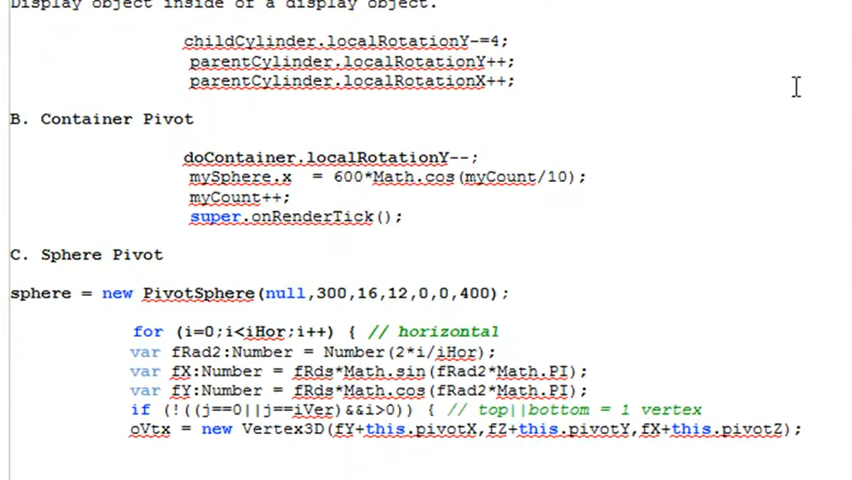 Display object inside of a display object.
childCylinder.localRotationY-=4;
parentCylinder.localRotationY++;
parentCylinder.localRotationX++;
B. Container Pivot
doContainer.localRotationY--;
mySphere.x  = 600*Math.cos(myCount/10);
myCount++;
super.onRenderTick();
C. Sphere Pivot
sphere = new PivotSphere(null,300,16,12,0,0,400);
for (i=0;i<iHor;i++) { // horizontal
var fRad2:Number = Number(2*i/iHor);
var fX:Number = fRds*Math.sin(fRad2*Math.PI);
var fY:Number = fRds*Math.cos(fRad2*Math.PI);
if (!((j==0||j==iVer)&&i>0)) { // top||bottom = 1 vertex
oVtx = new Vertex3D(fY+this.pivotX,fZ+this.pivotY,fX+this.pivotZ);